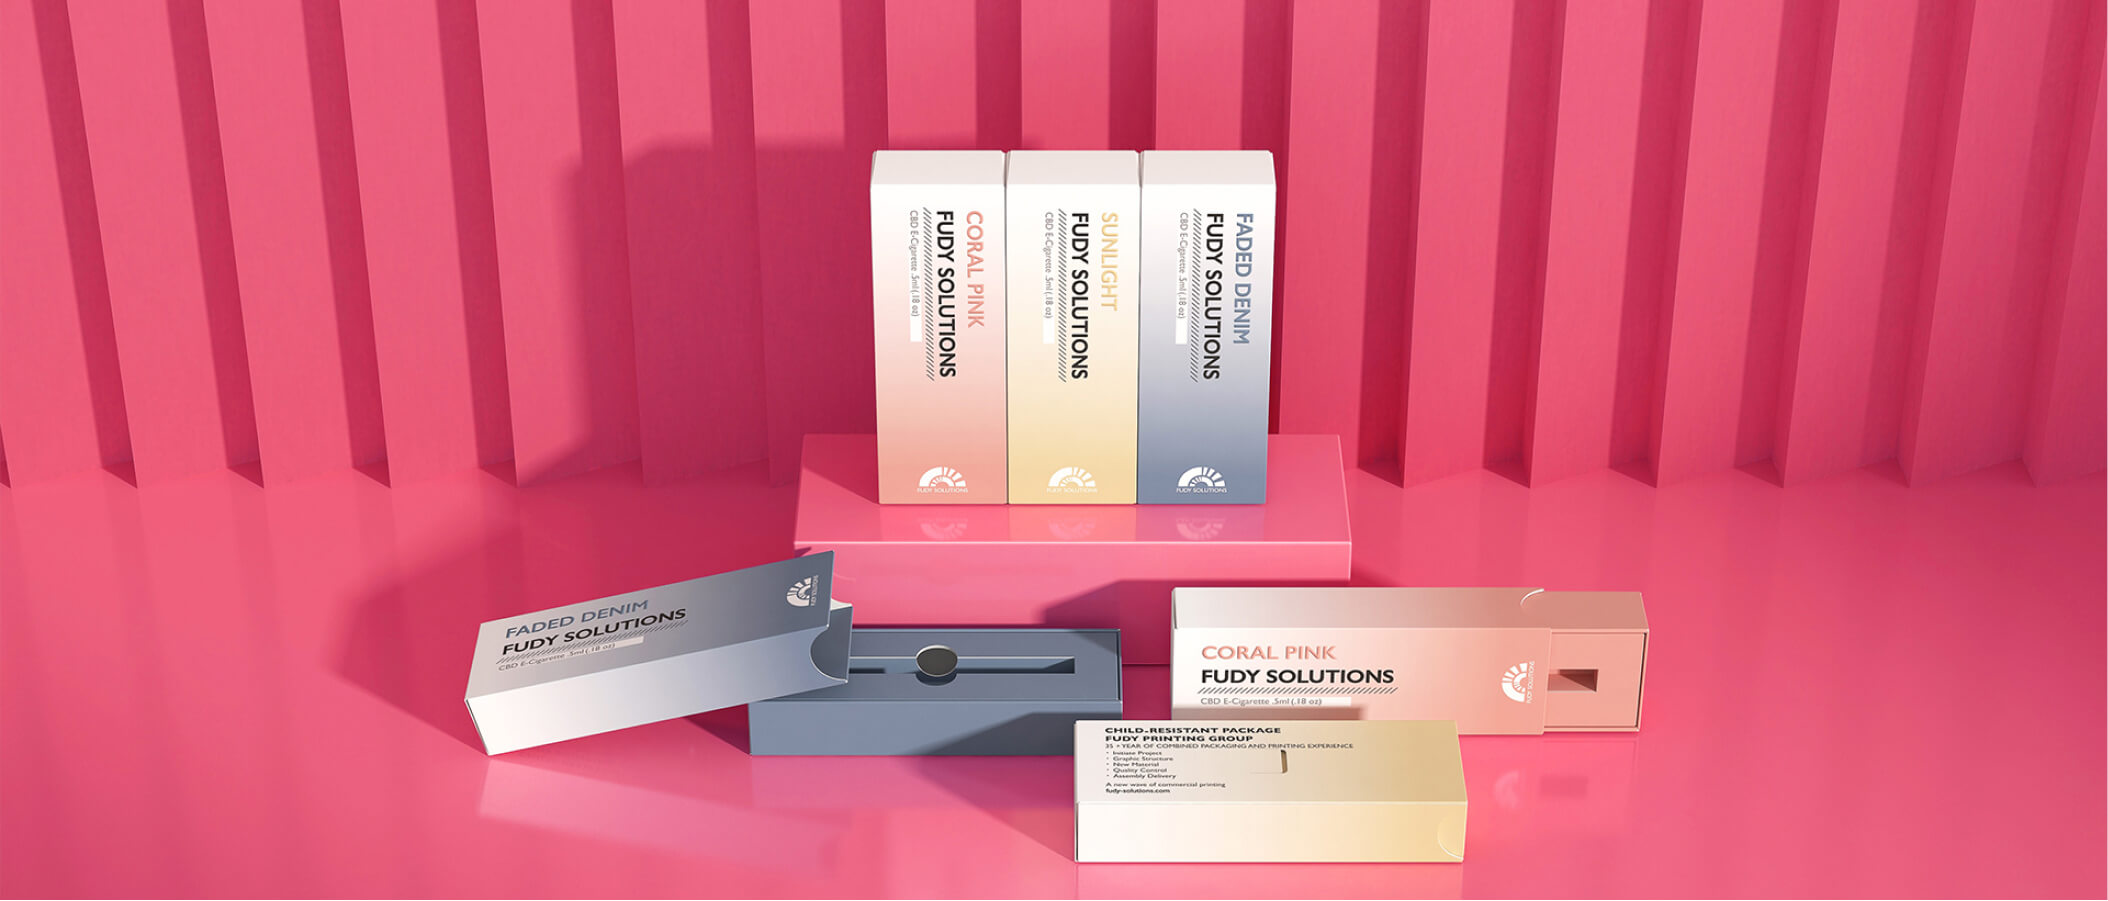 CORAL PINK
FUDY SOLUTIONS
CBD E-Cigarette .5ml (.18 oz)
FUDY SOLUTIONS
SUNLIGHT
FUDY SOLUTIONS
CBD E-Cigarette .5ml (.18 oz)
FUDY SOLUTIONS
FADED DENIM
FUDY SOLUTIONS
CBD E-Cigarette .5ml (.18 oz)
FUDY SOLUTIONS
FADED DENIM
FUDY SOLUTIONS
CBD E-Cigarette .5ml (.18 oz)
FUDY SOLUTIONS
CORAL PINK
FUDY SOLUTIONS
CBD E-Cigarette .5ml (.18 oz)
FUDY SOLUTIONS
CHILD-RESISTANT PACKAGE
FUDY PRINTING GROUP
35 + YEAR OF COMBINED PACKAGING AND PRINTING EXPERIENCE
· Initiate Project
· Graphic Structure
· New Material
· Quality Control
· Assembly Delivery
A new wave of commercial printing
fudy-solutions.com